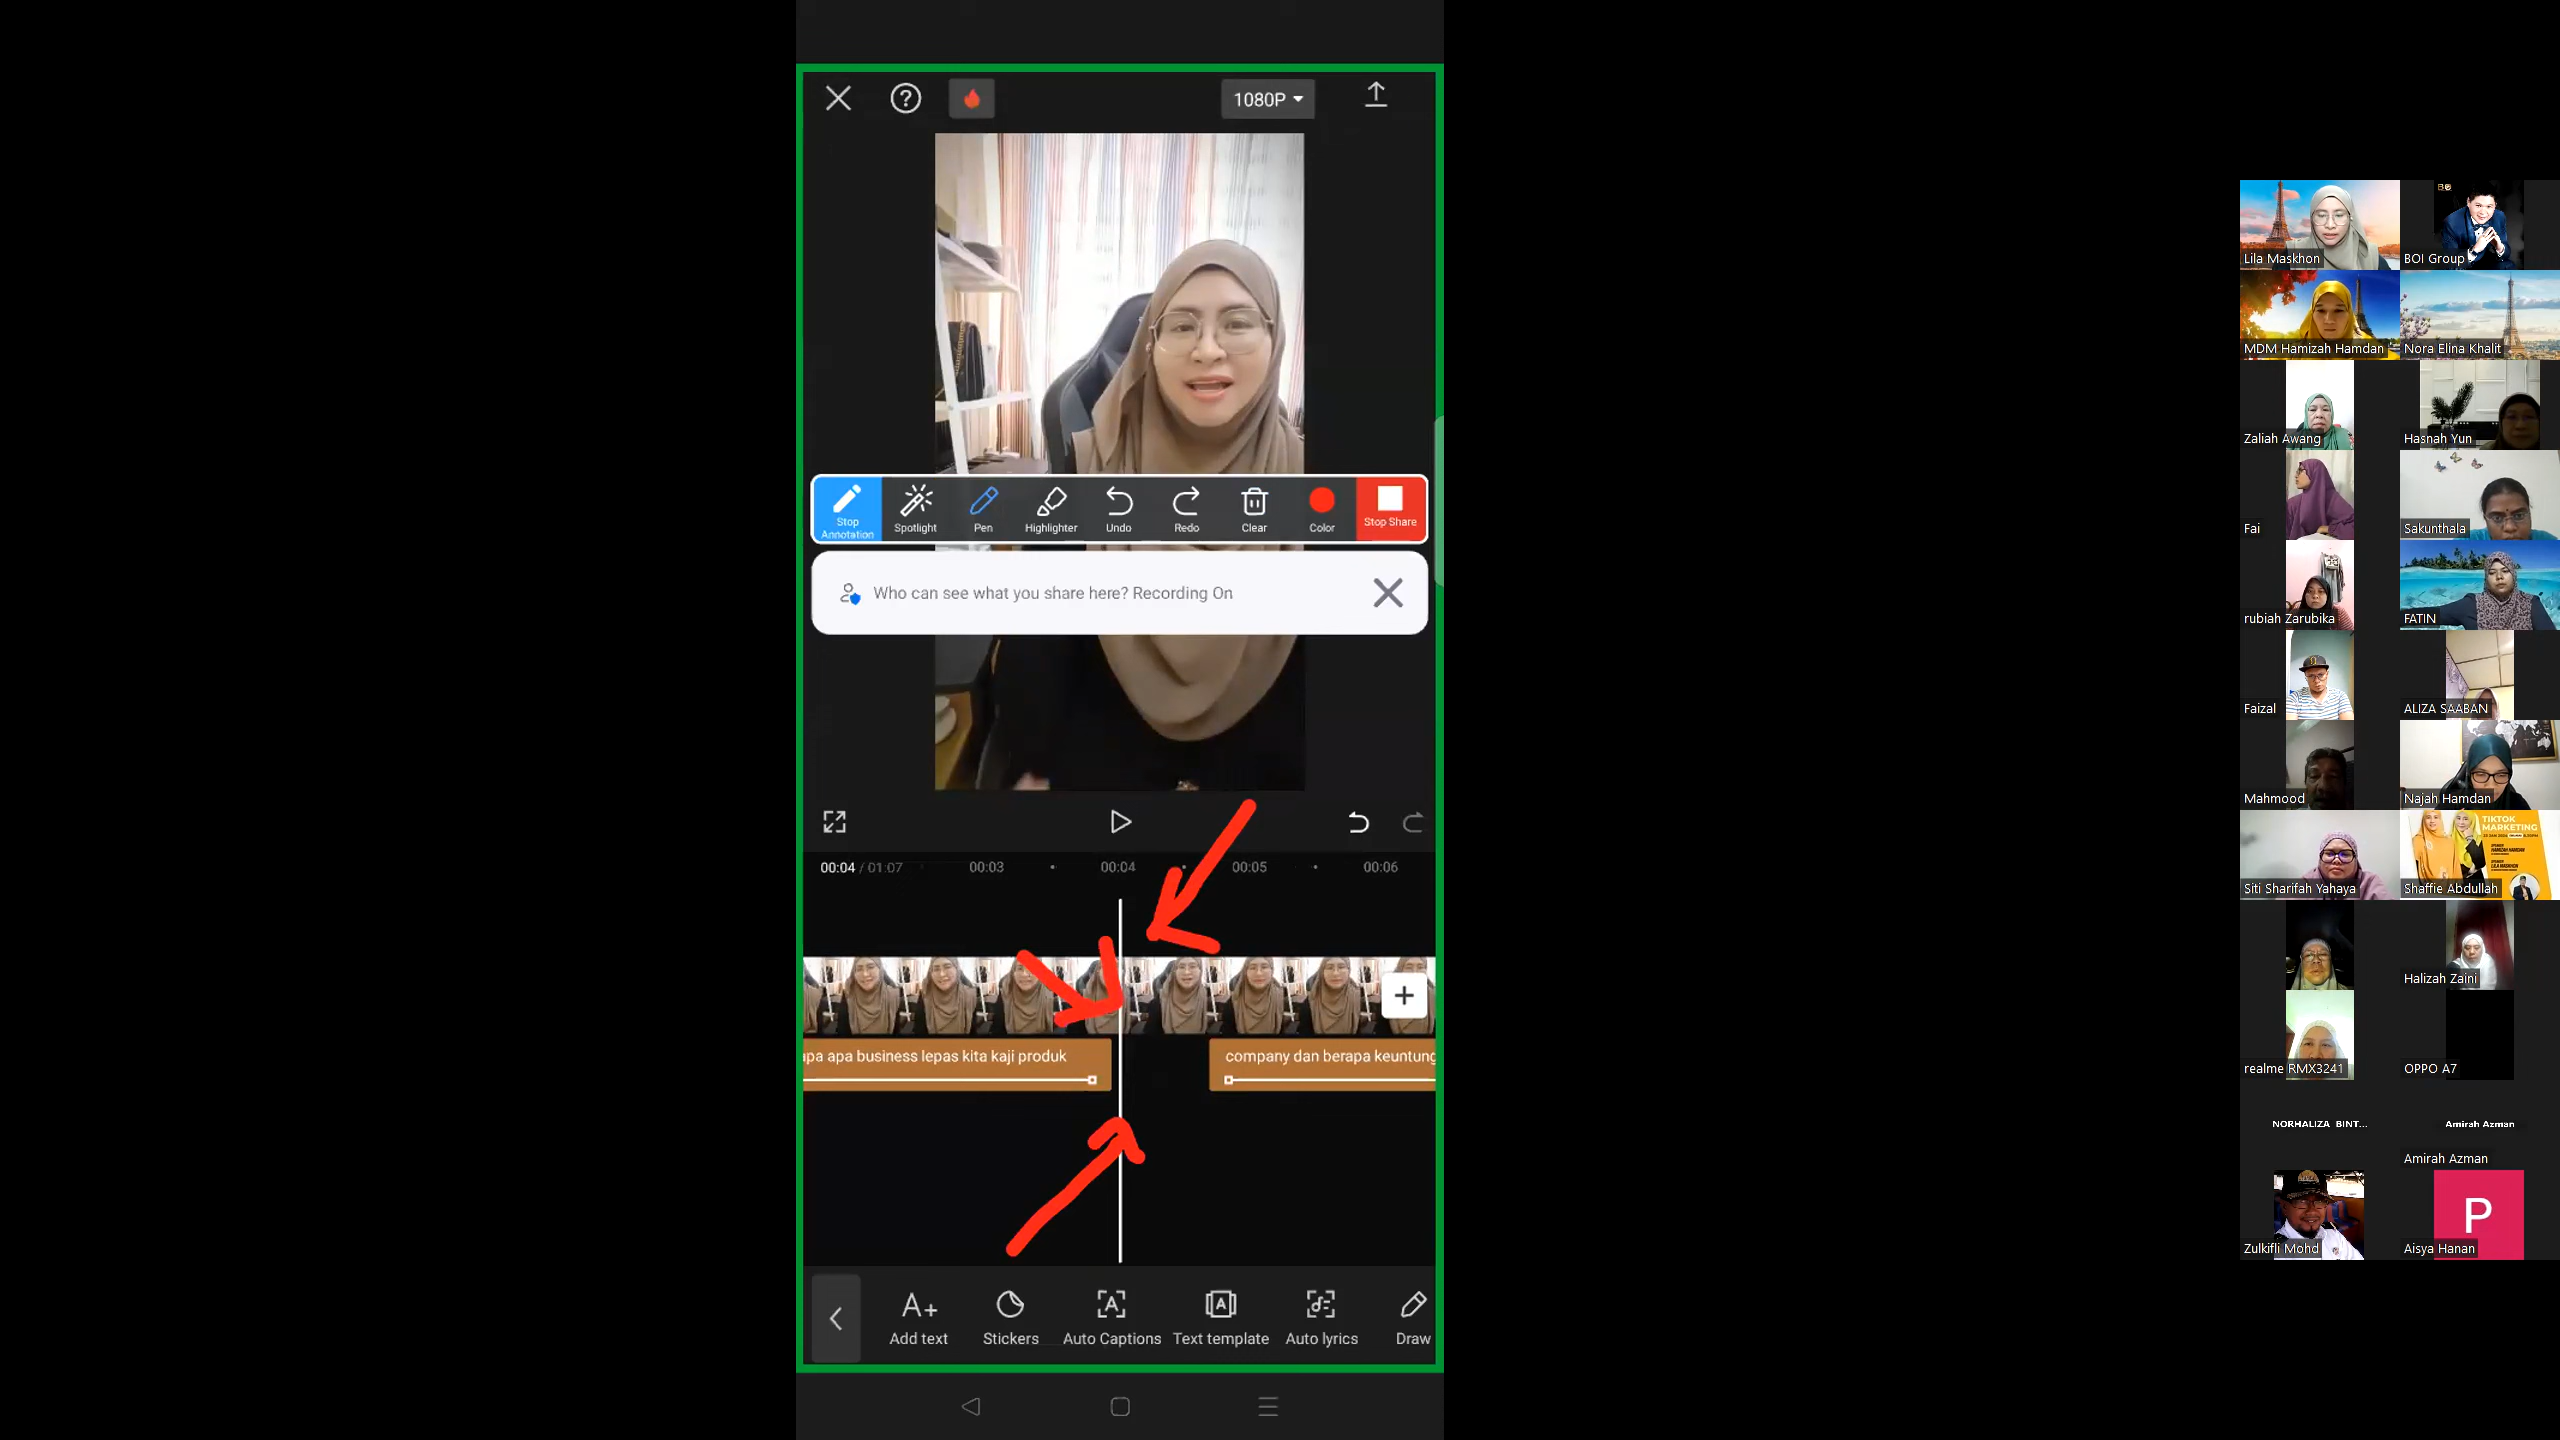 1080P
Stop Annotation
Spotlight
Pen
Highlighter
Undo
Redo
Clear
Color
Stop Share
Who can see what you share here? Recording On
00:04 / 01:07
00:03
00:04
00:05
00:06
apa apa business lepas kita kaji produk
company dan berapa keuntung
Add text
Stickers
Auto Captions
Text template
Auto lyrics
Draw
Lila Maskhon
BOI Group
MDM Hamizah Hamdan
Nora Elina Khalit
Zaliah Awang
Hasnah Yun
Fai
Sakunthala
rubiah Zarubika
FATIN
Faizal
ALIZA SAABAN
Mahmood
Najah Hamdan
TIKTOK
MARKETING
Siti Sharifah Yahaya
Shaffie Abdullah
Halizah Zaini
realme RMX3241
OPPO A7
NORHALIZA BINT...
Amirah Azman
Amirah Azman
P
Zulkifli Mohd
Aisya Hanan